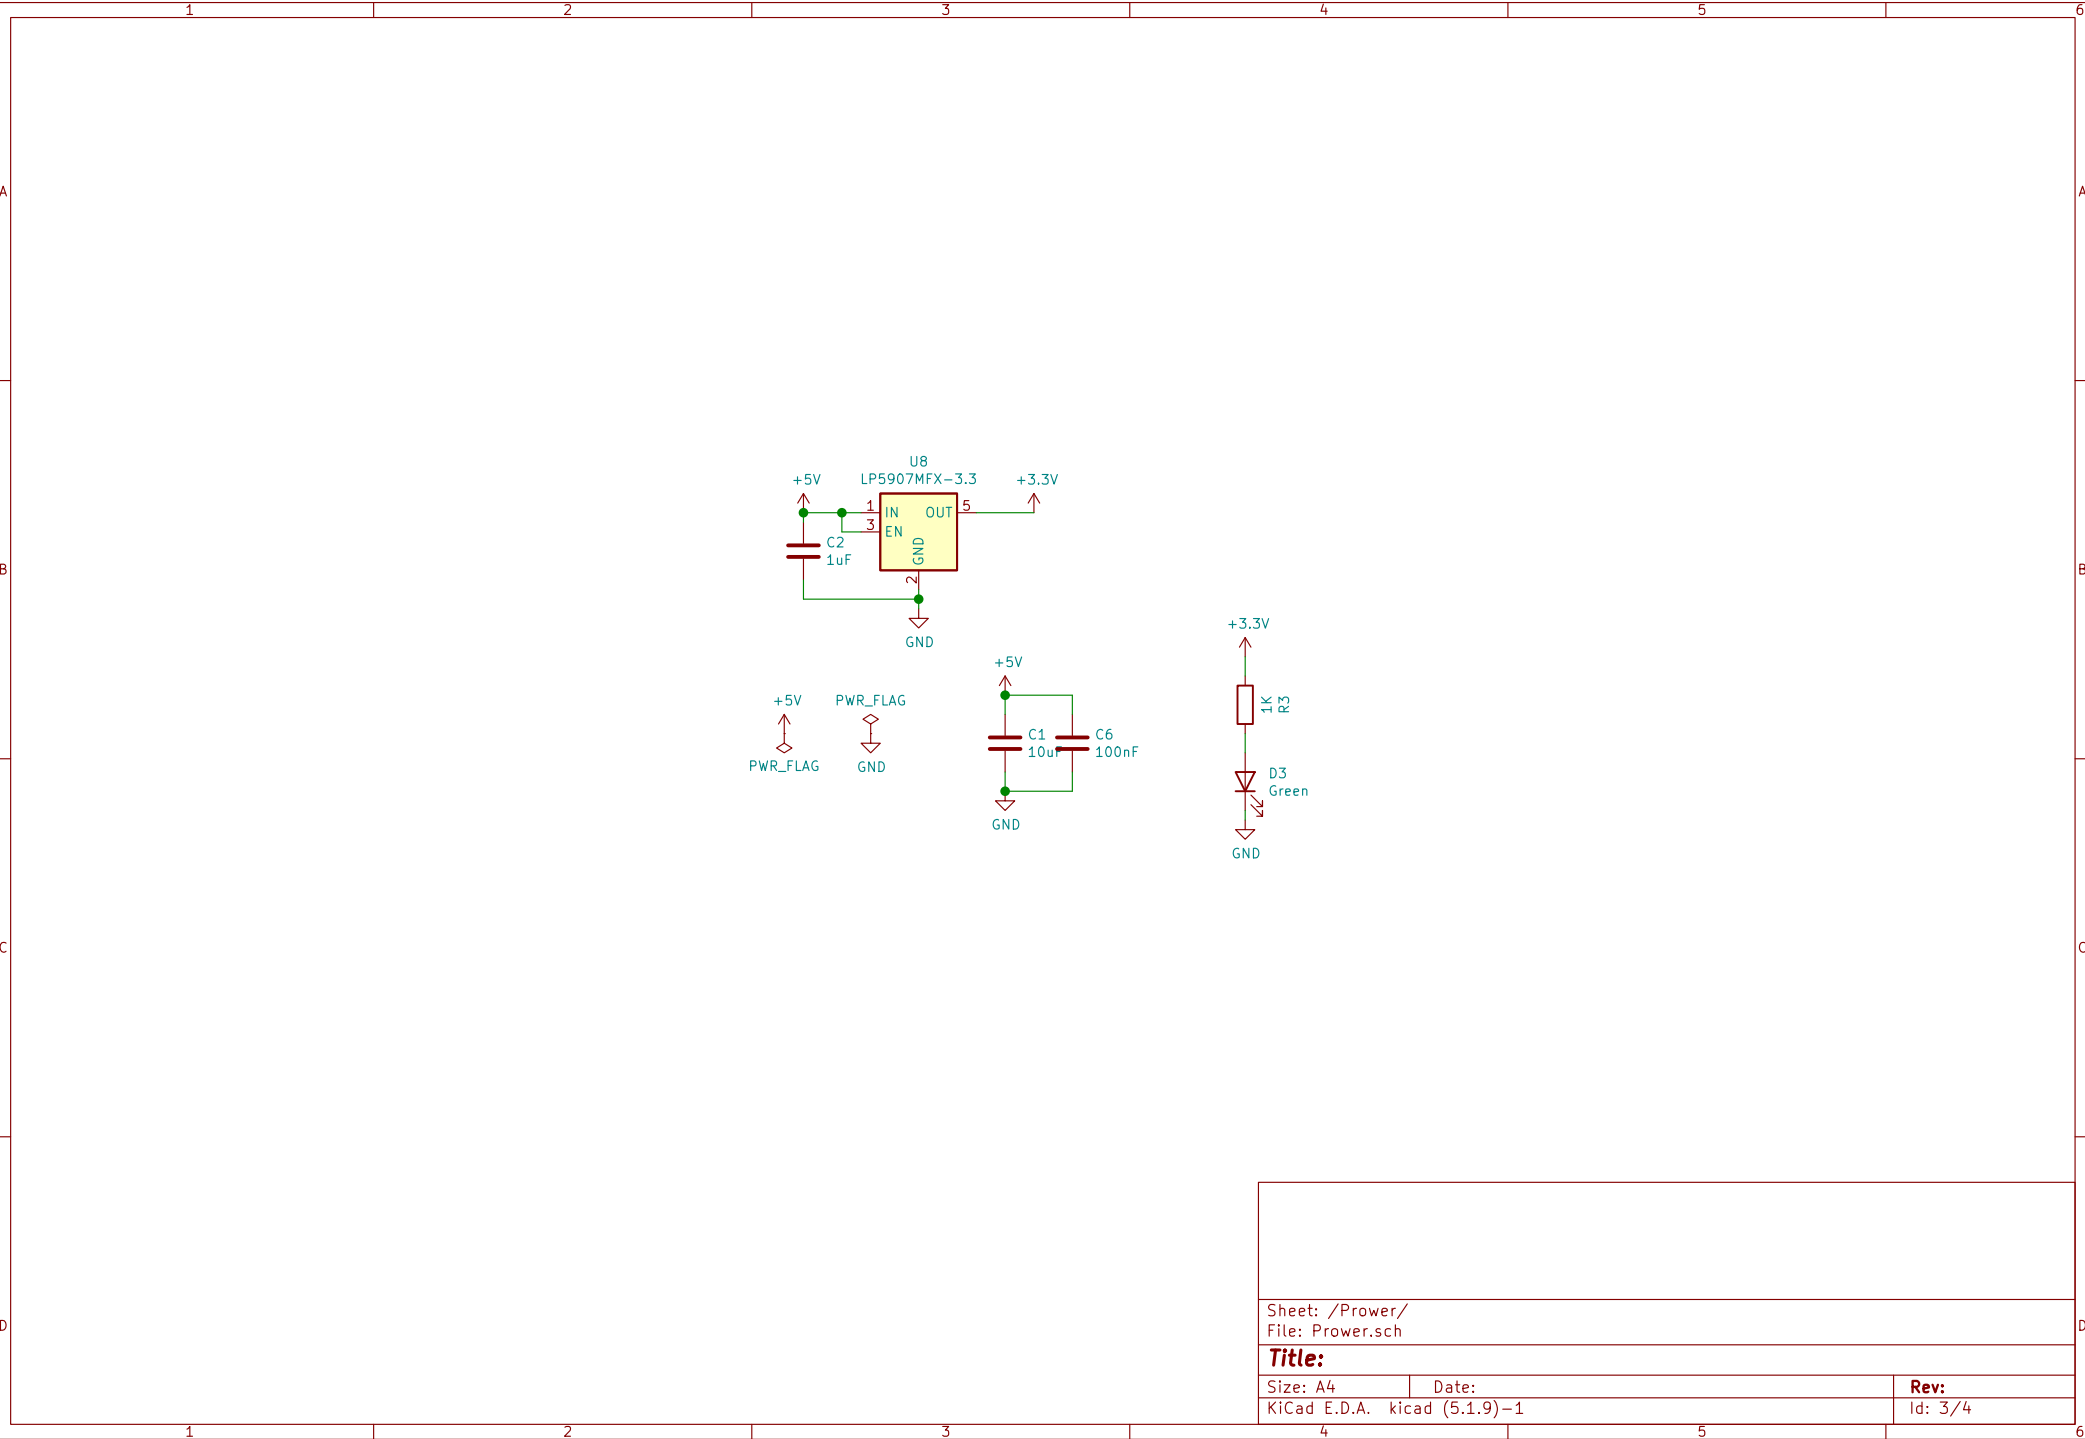 1 2 3 4 5 6
A A
U8
+5V LP5907MFX-3.3 +3.3V
1 IN OUT 5
3 EN
GND
C2
1uF
B B
2
GND
+3.3V
+5V
+5V PWR_FLAG
1K
R3
C1 C6
10uF 100nF
PWR_FLAG GND
D3
Green
GND
GND
C C
Sheet: /Prower/
D D
File: Prower.sch
Title:
Size: A4 Date: Rev:
KiCad E.D.A. kicad (5.1.9)-1 Id: 3/4
1 2 3 4 5 6